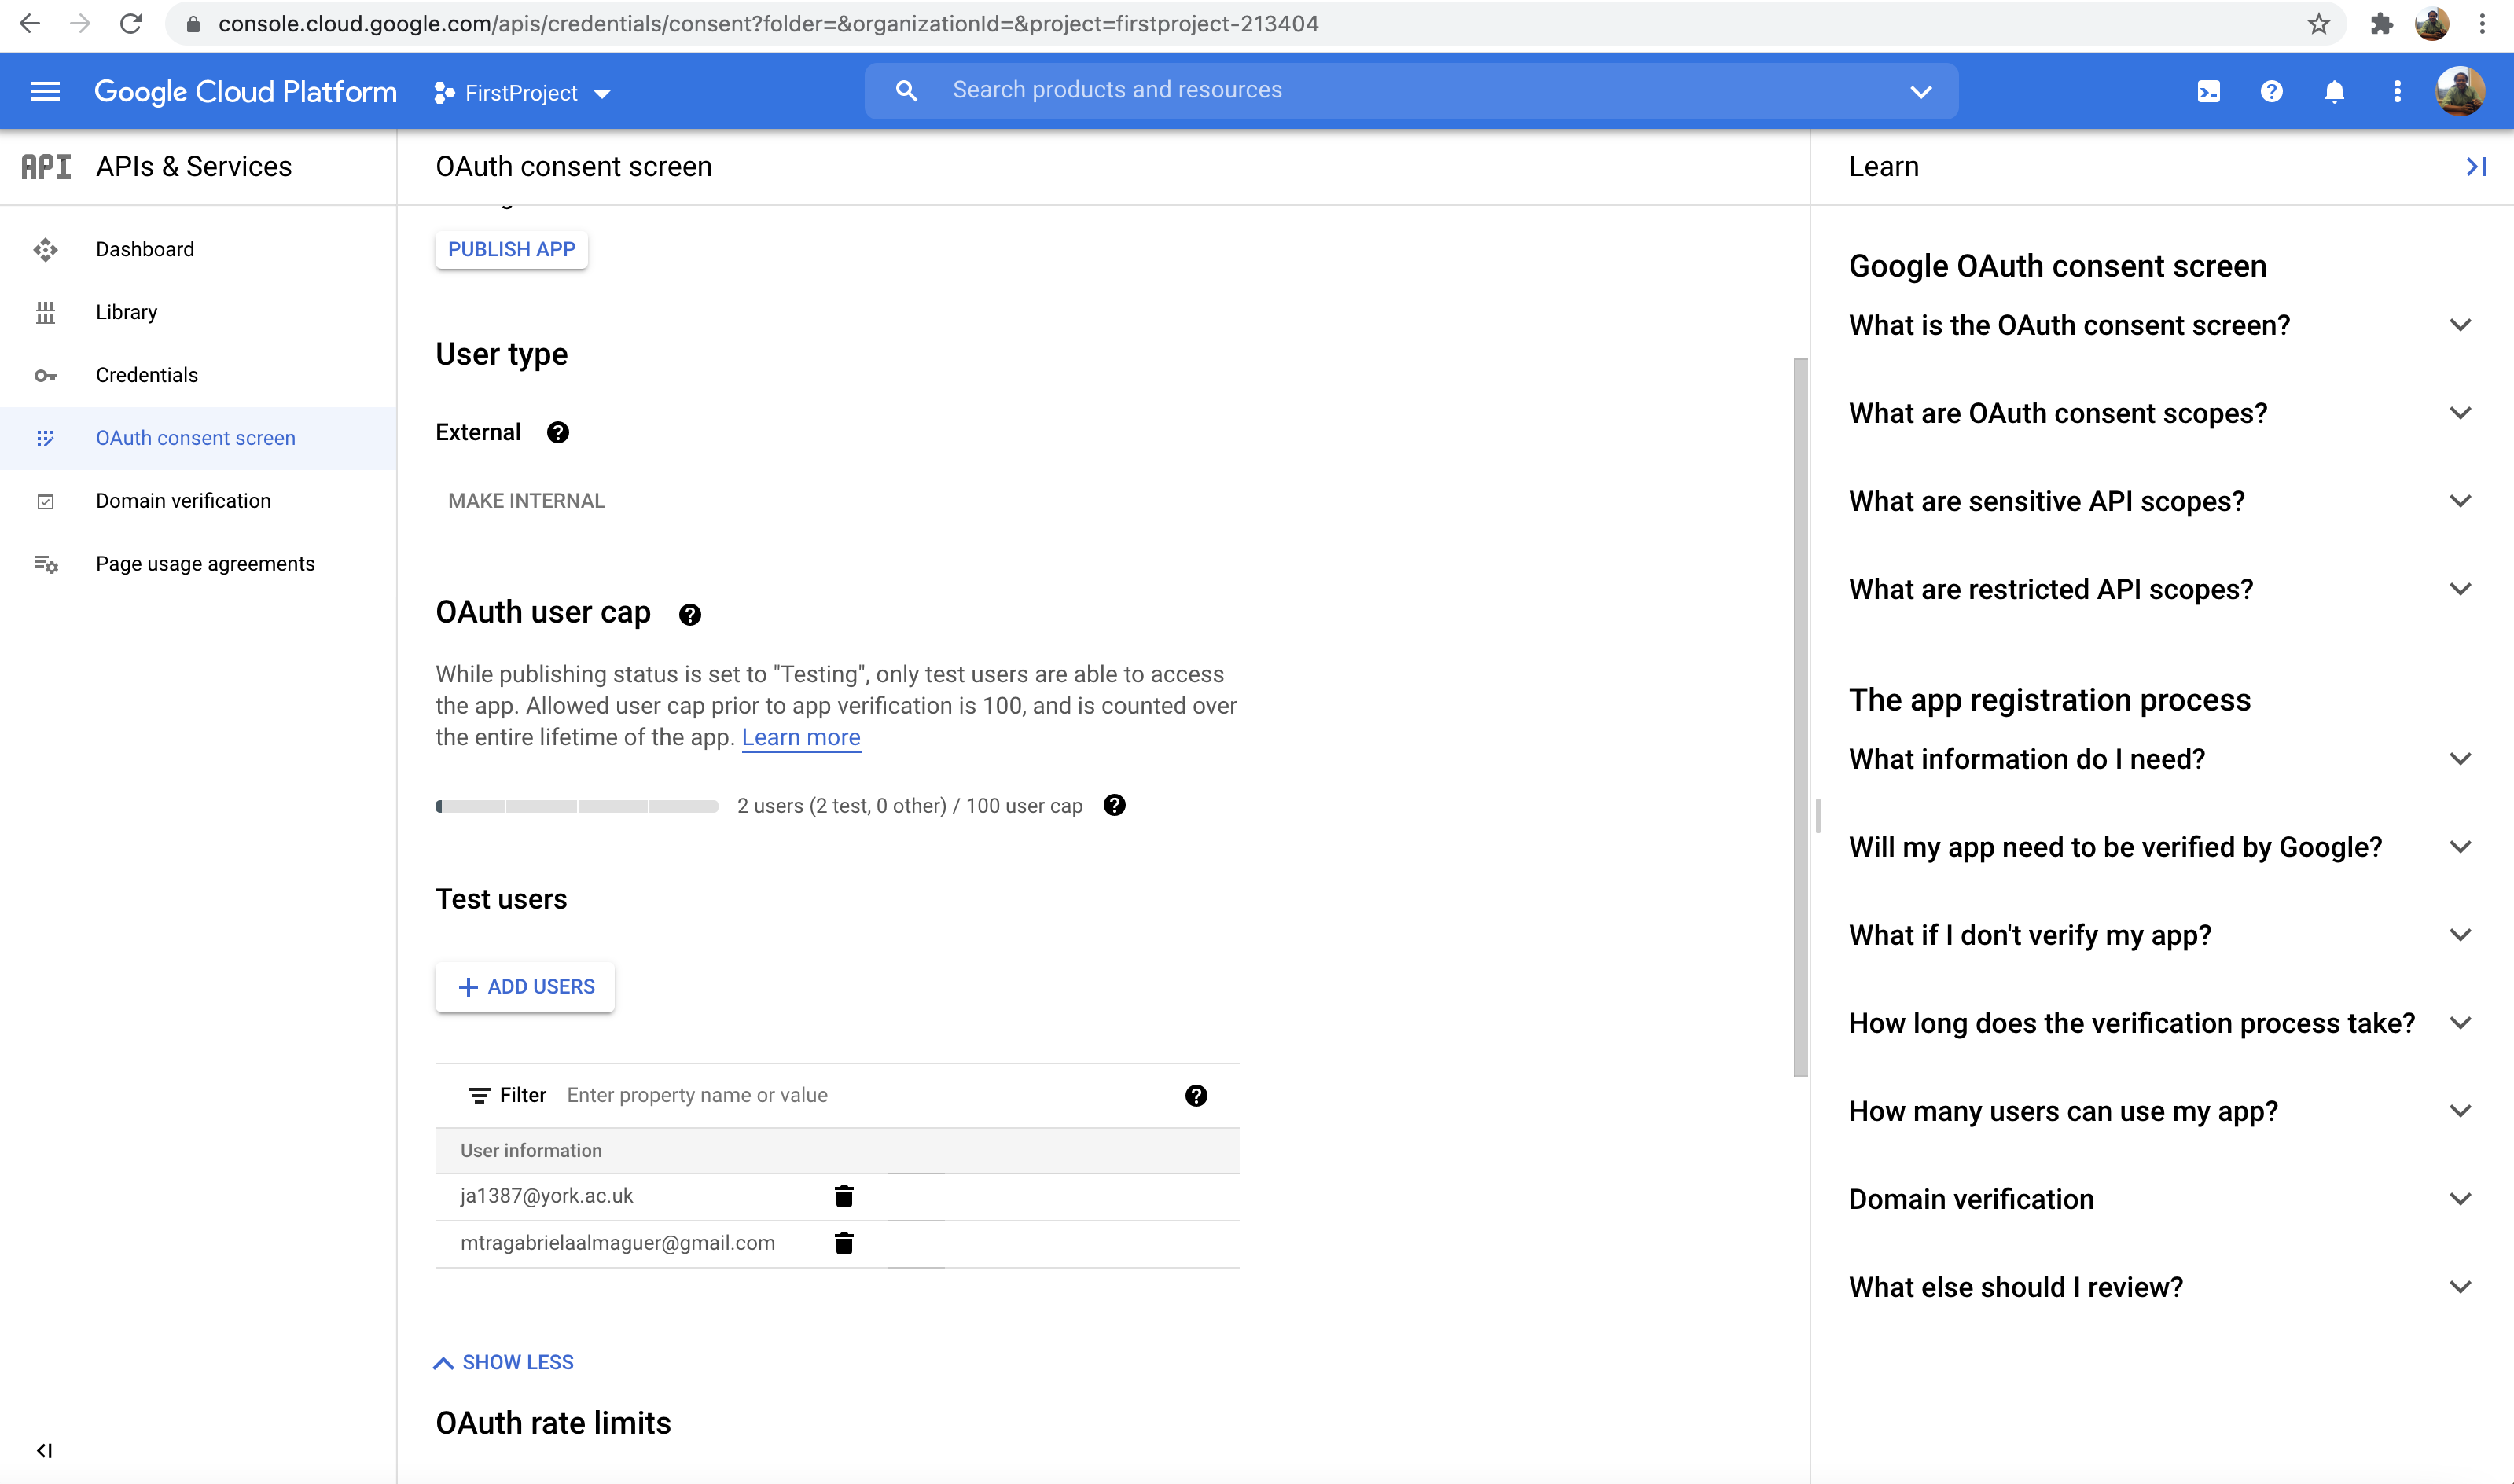 console.cloud.google.com/apis/credentials/consent?folder=&organizationId=&project=firstproject-213404
Google Cloud Platform
FirstProject
Search products and resources
API
APIs & Services
Dashboard
Library
Credentials
OAuth consent screen
Domain verification
Page usage agreements
OAuth consent screen
PUBLISH APP
User type
External
MAKE INTERNAL
OAuth user cap
While publishing status is set to "Testing", only test users are able to access
the app. Allowed user cap prior to app verification is 100, and is counted over
the entire lifetime of the app. Learn more
2 users (2 test, 0 other) / 100 user cap
Test users
+ ADD USERS
Filter Enter property name or value
User information
ja1387@york.ac.uk
mtragabrielaalmaguer@gmail.com
SHOW LESS
OAuth rate limits
Learn
Google OAuth consent screen
What is the OAuth consent screen?
What are OAuth consent scopes?
What are sensitive API scopes?
What are restricted API scopes?
The app registration process
What information do I need?
Will my app need to be verified by Google?
What if I don't verify my app?
How long does the verification process take?
How many users can use my app?
Domain verification
What else should I review?